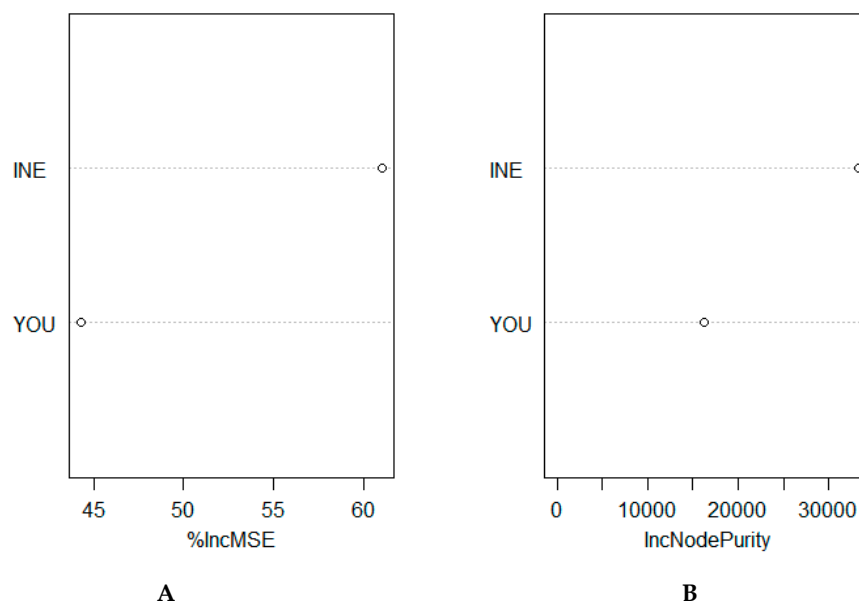 INE
YOU
45 50 55 60
%IncMSE
A
INE
YOU
0 10000 20000 30000
IncNodePurity
B